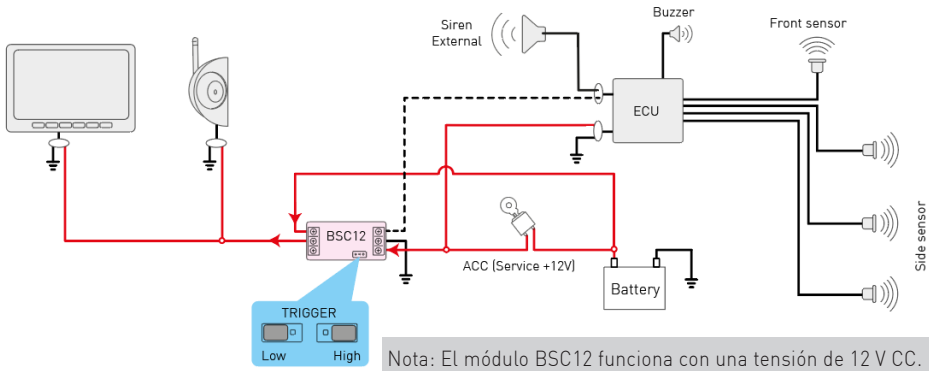 Siren
External
Buzzer
Front sensor
ECU
BSC12
ACC (Service +12V)
Battery
Side sensor
TRIGGER
Low
High
Nota: El módulo BSC12 funciona con una tensión de 12 V CC.